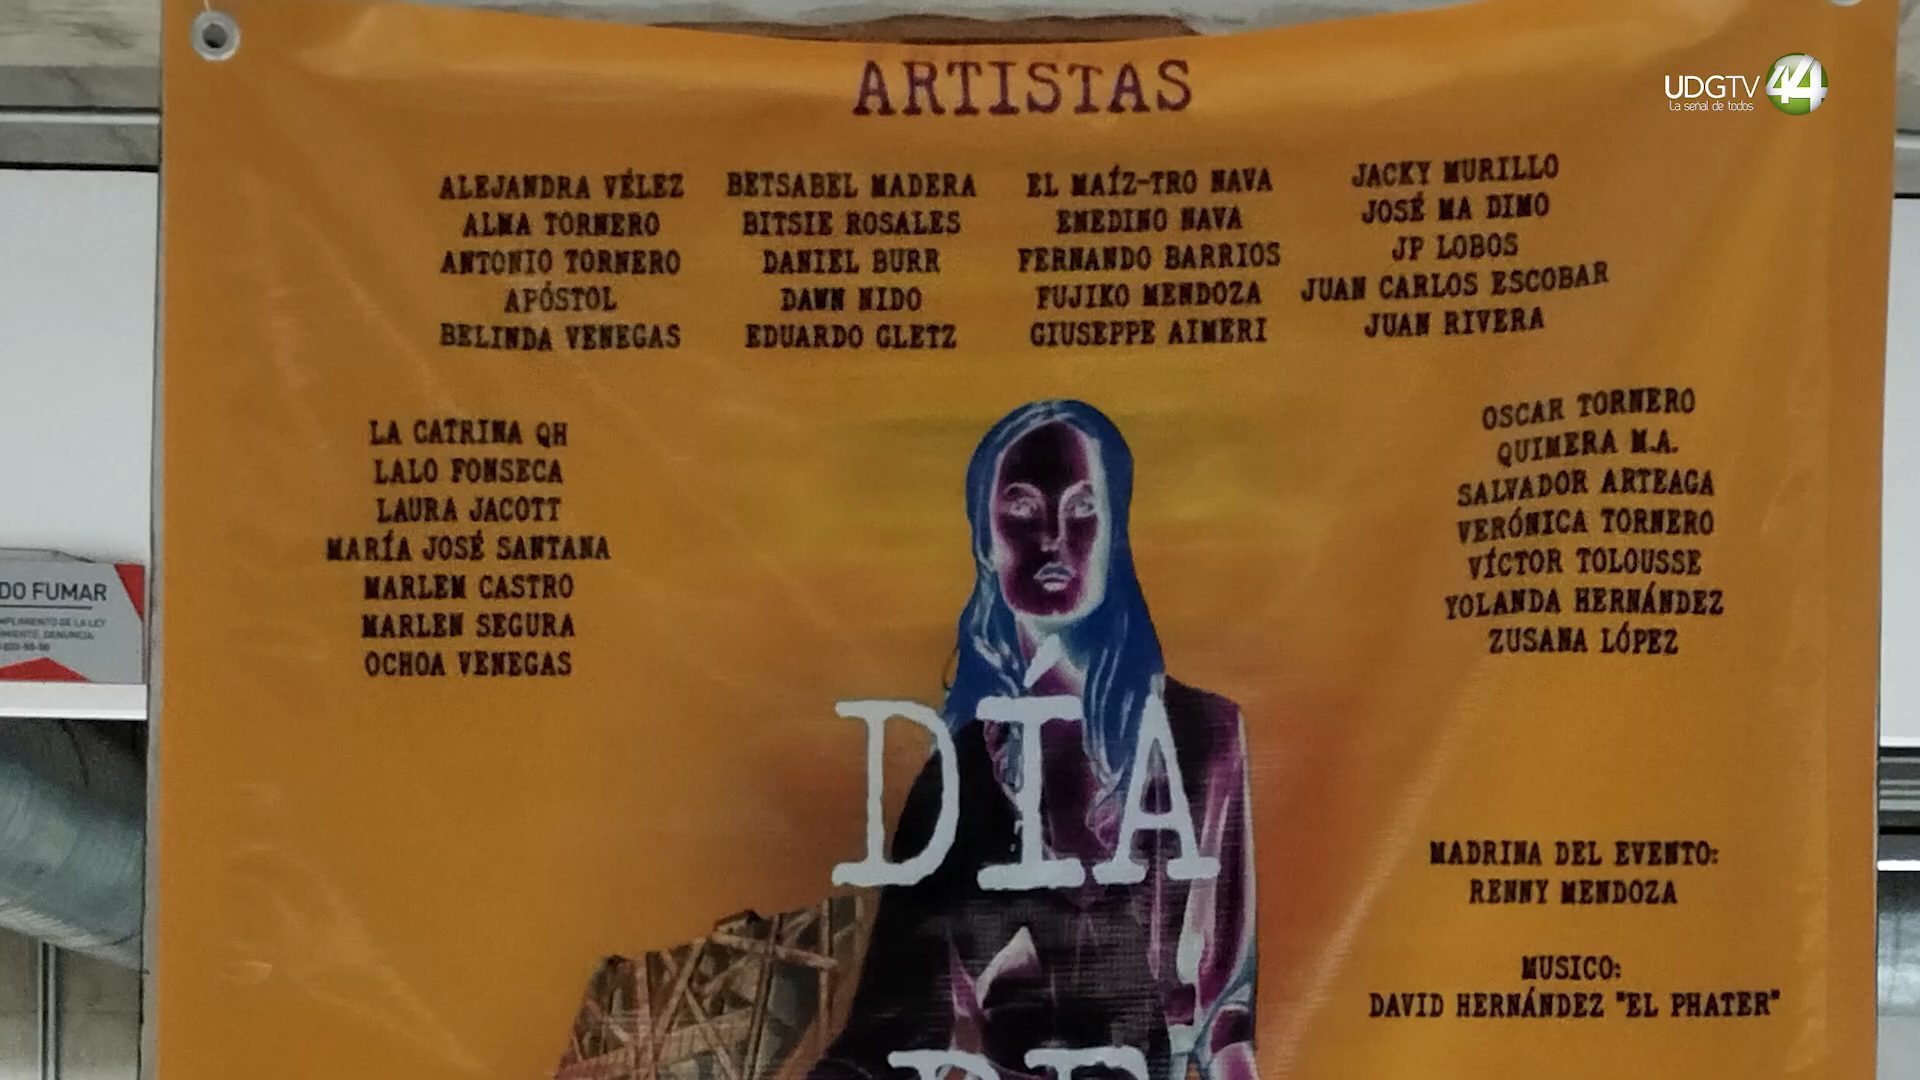 ARTISTAS
UDGTV 44
La señal de todos
ALEJANDRA VÉLEZ
ALMA TORNERO
ANTONIO TORNERO
APÓSTOL
BELINDA VENEGAS
BETSABEL MADERA
BITSIE ROSALES
DANIEL BURR
DAWN NIDO
EDUARDO GLETZ
EL MAÍZ-TRO NAVA
ENEDINO NAVA
FERNANDO BARRIOS
FUJIKO MENDOZA
GIUSEPPE AIMERI
JACKY MURILLO
JOSÉ MA DIMO
JP LOBOS
JUAN CARLOS ESCOBAR
JUAN RIVERA
LA CATRINA QH
LALO FONSECA
LAURA JACOTT
MARÍA JOSÉ SANTANA
MARLEM CASTRO
MARLEN SEGURA
OCHOA VENEGAS
OSCAR TORNERO
QUIMERA M.A.
SALVADOR ARTEAGA
VERÓNICA TORNERO
VÍCTOR TOLOUSSE
YOLANDA HERNÁNDEZ
ZUSANA LÓPEZ
DO FUMAR
DÍA
DE
MADRINA DEL EVENTO:
RENNY MENDOZA
MUSICO:
DAVID HERNÁNDEZ "EL PHATER"